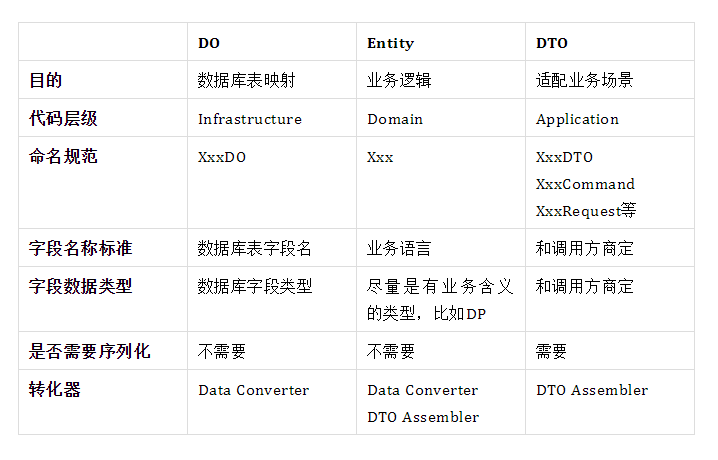 DO Entity DTO
目的 数据库表映射 业务逻辑 适配业务场景
代码层级 Infrastructure Domain Application
命名规范 XxxDO Xxx XxxDTO
XxxCommand
XxxRequest等
字段名称标准 数据库表字段名 业务语言 和调用方商定
字段数据类型 数据库字段类型 尽量是有业务含义 和调用方商定
的类型，比如DP
是否需要序列化 不需要 不需要 需要
转化器 Data Converter Data Converter DTO Assembler
DTO Assembler